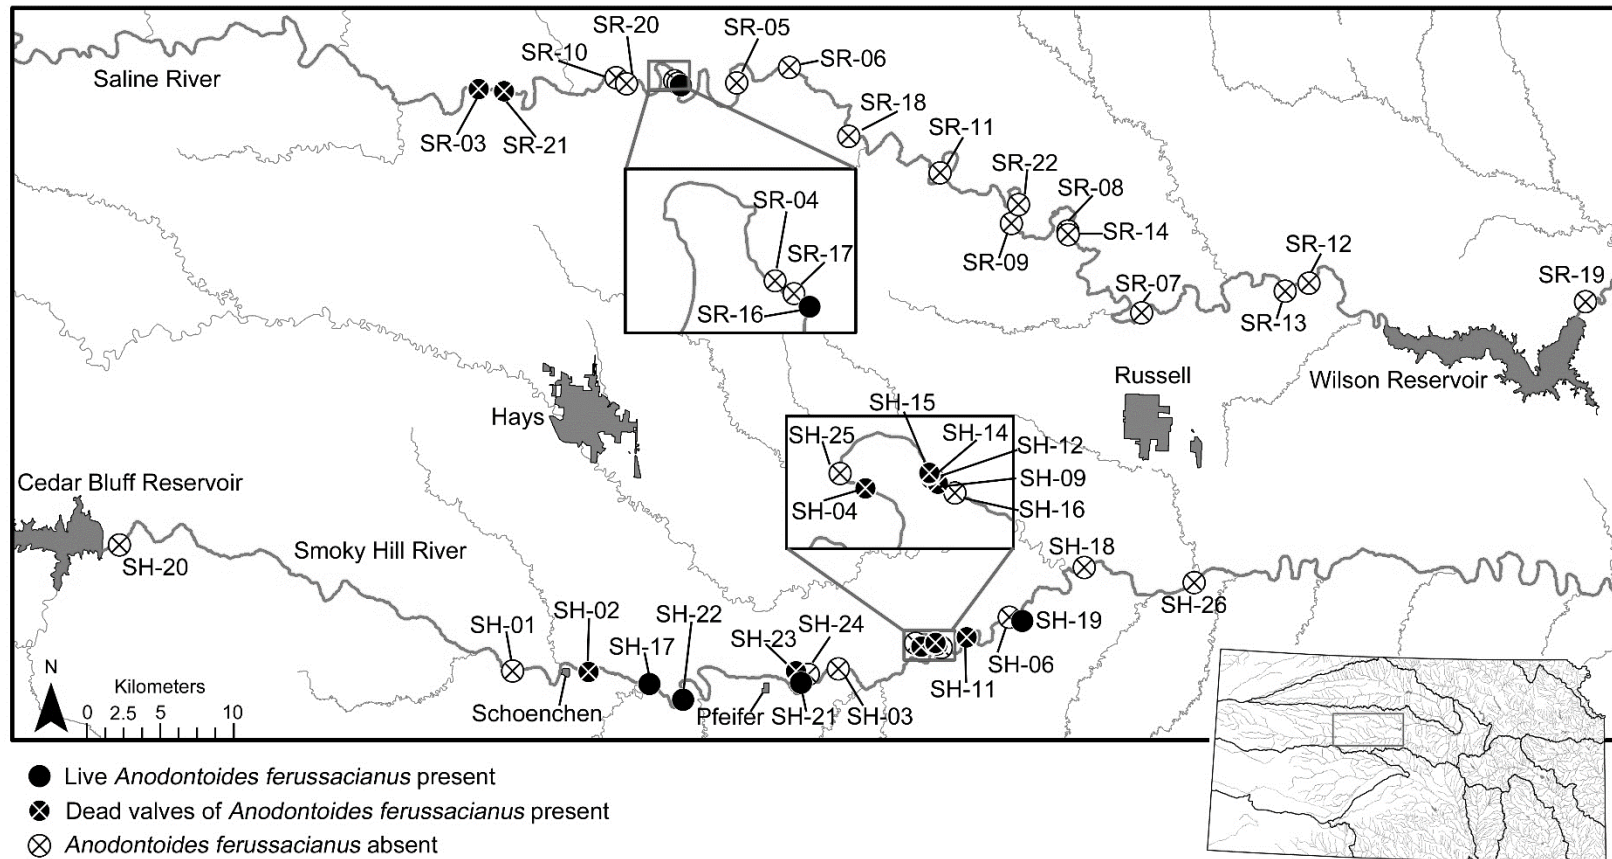 SR-20
SR-05
SR-10
SR-06
Saline River
SR-18
SR-03
SR-21
SR-11
SR-22
SR-08
SR-04
SR-14
SR-17
SR-09
SR-12
SR-16
SR-07
SR-19
SR-13
Russell
Wilson Reservoir
Hays
SH-15
SH-25
SH-14
SH-12
SH-09
SH-04
SH-16
Cedar Bluff Reservoir
Smoky Hill River
SH-20
SH-18
SH-26
SH-02
SH-22
SH-01
SH-17
SH-23
SH-24
SH-19
SH-06
SH-11
N
Kilometers
0 2.5 5 10
Schoenchen
Pfeifer
SH-21
SH-03
Live Anodontoides ferussacianus present
Dead valves of Anodontoides ferussacianus present
Anodontoides ferussacianus absent